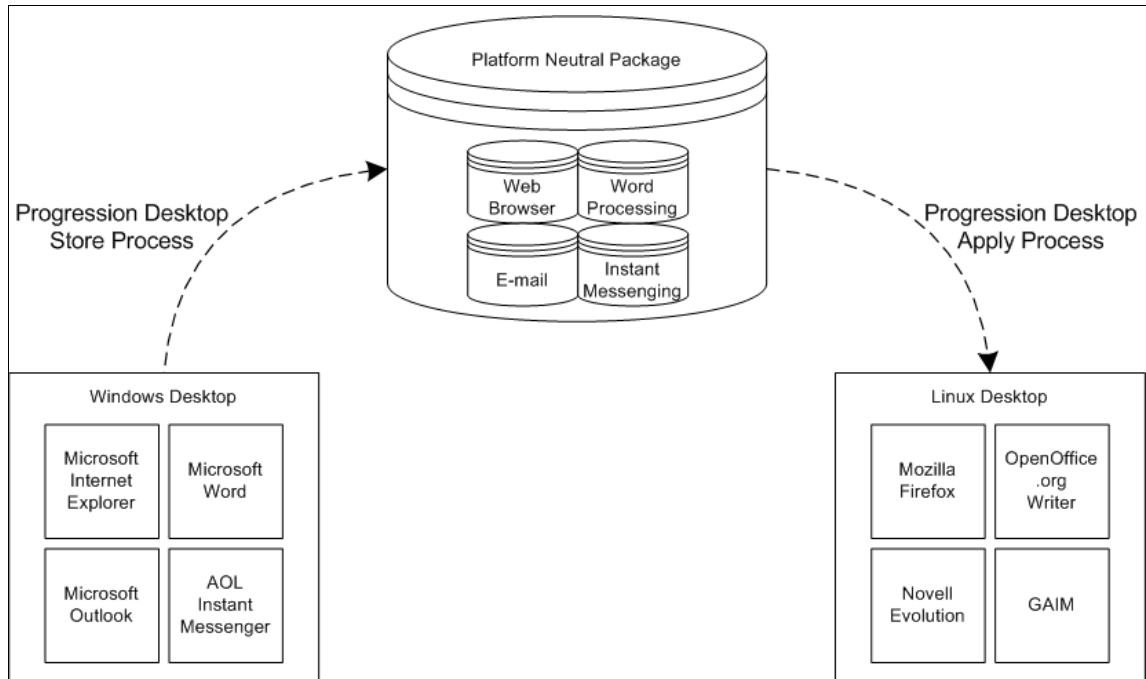 Platform Neutral Package
Web
Browser
Word
Processing
E-mail
Instant
Messenging
Progression Desktop
Store Process
Progression Desktop
Apply Process
Windows Desktop
Microsoft
Internet
Explorer
Microsoft
Word
Microsoft
Outlook
AOL
Instant
Messenger
Linux Desktop
Mozilla
Firefox
OpenOffice
.org
Writer
Novell
Evolution
GAIM